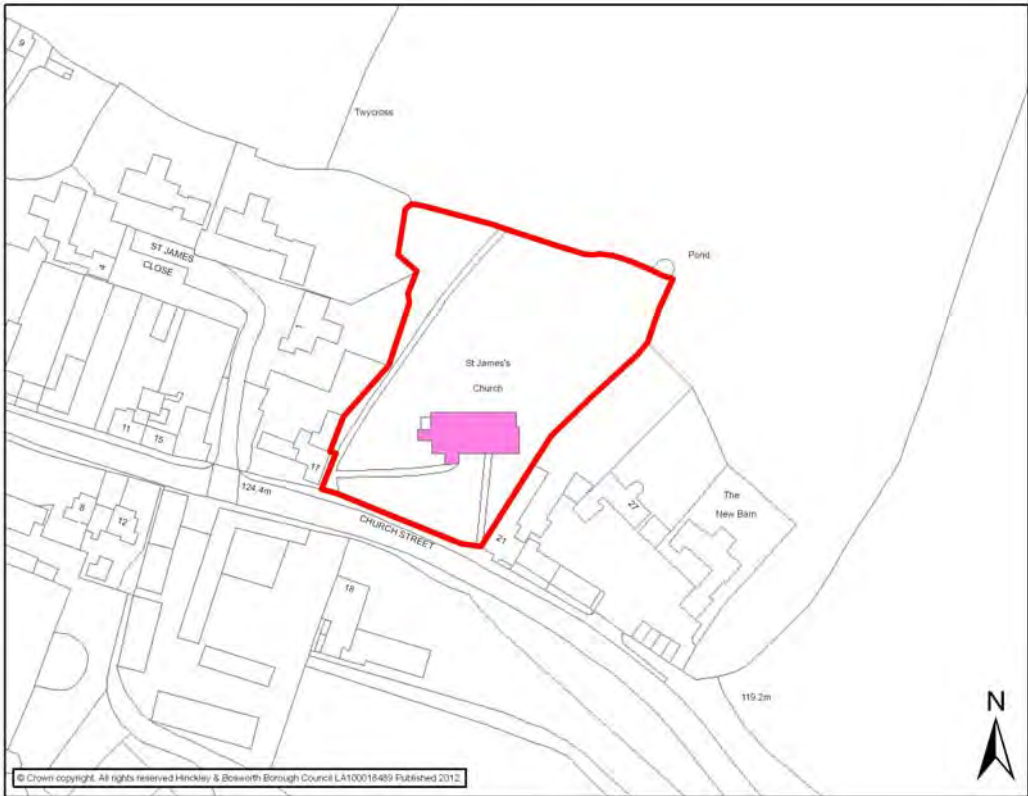 9
Twycross
ST JAMES
CLOSE
4
Pond
1
St James's
Church
11
15
17
124.4m
8
12
CHURCH STREET
21
27
The
New Barn
18
119.2m
N
© Crown copyright. All rights reserved Hinckley & Bosworth Borough Council LA100018489 Published 2012